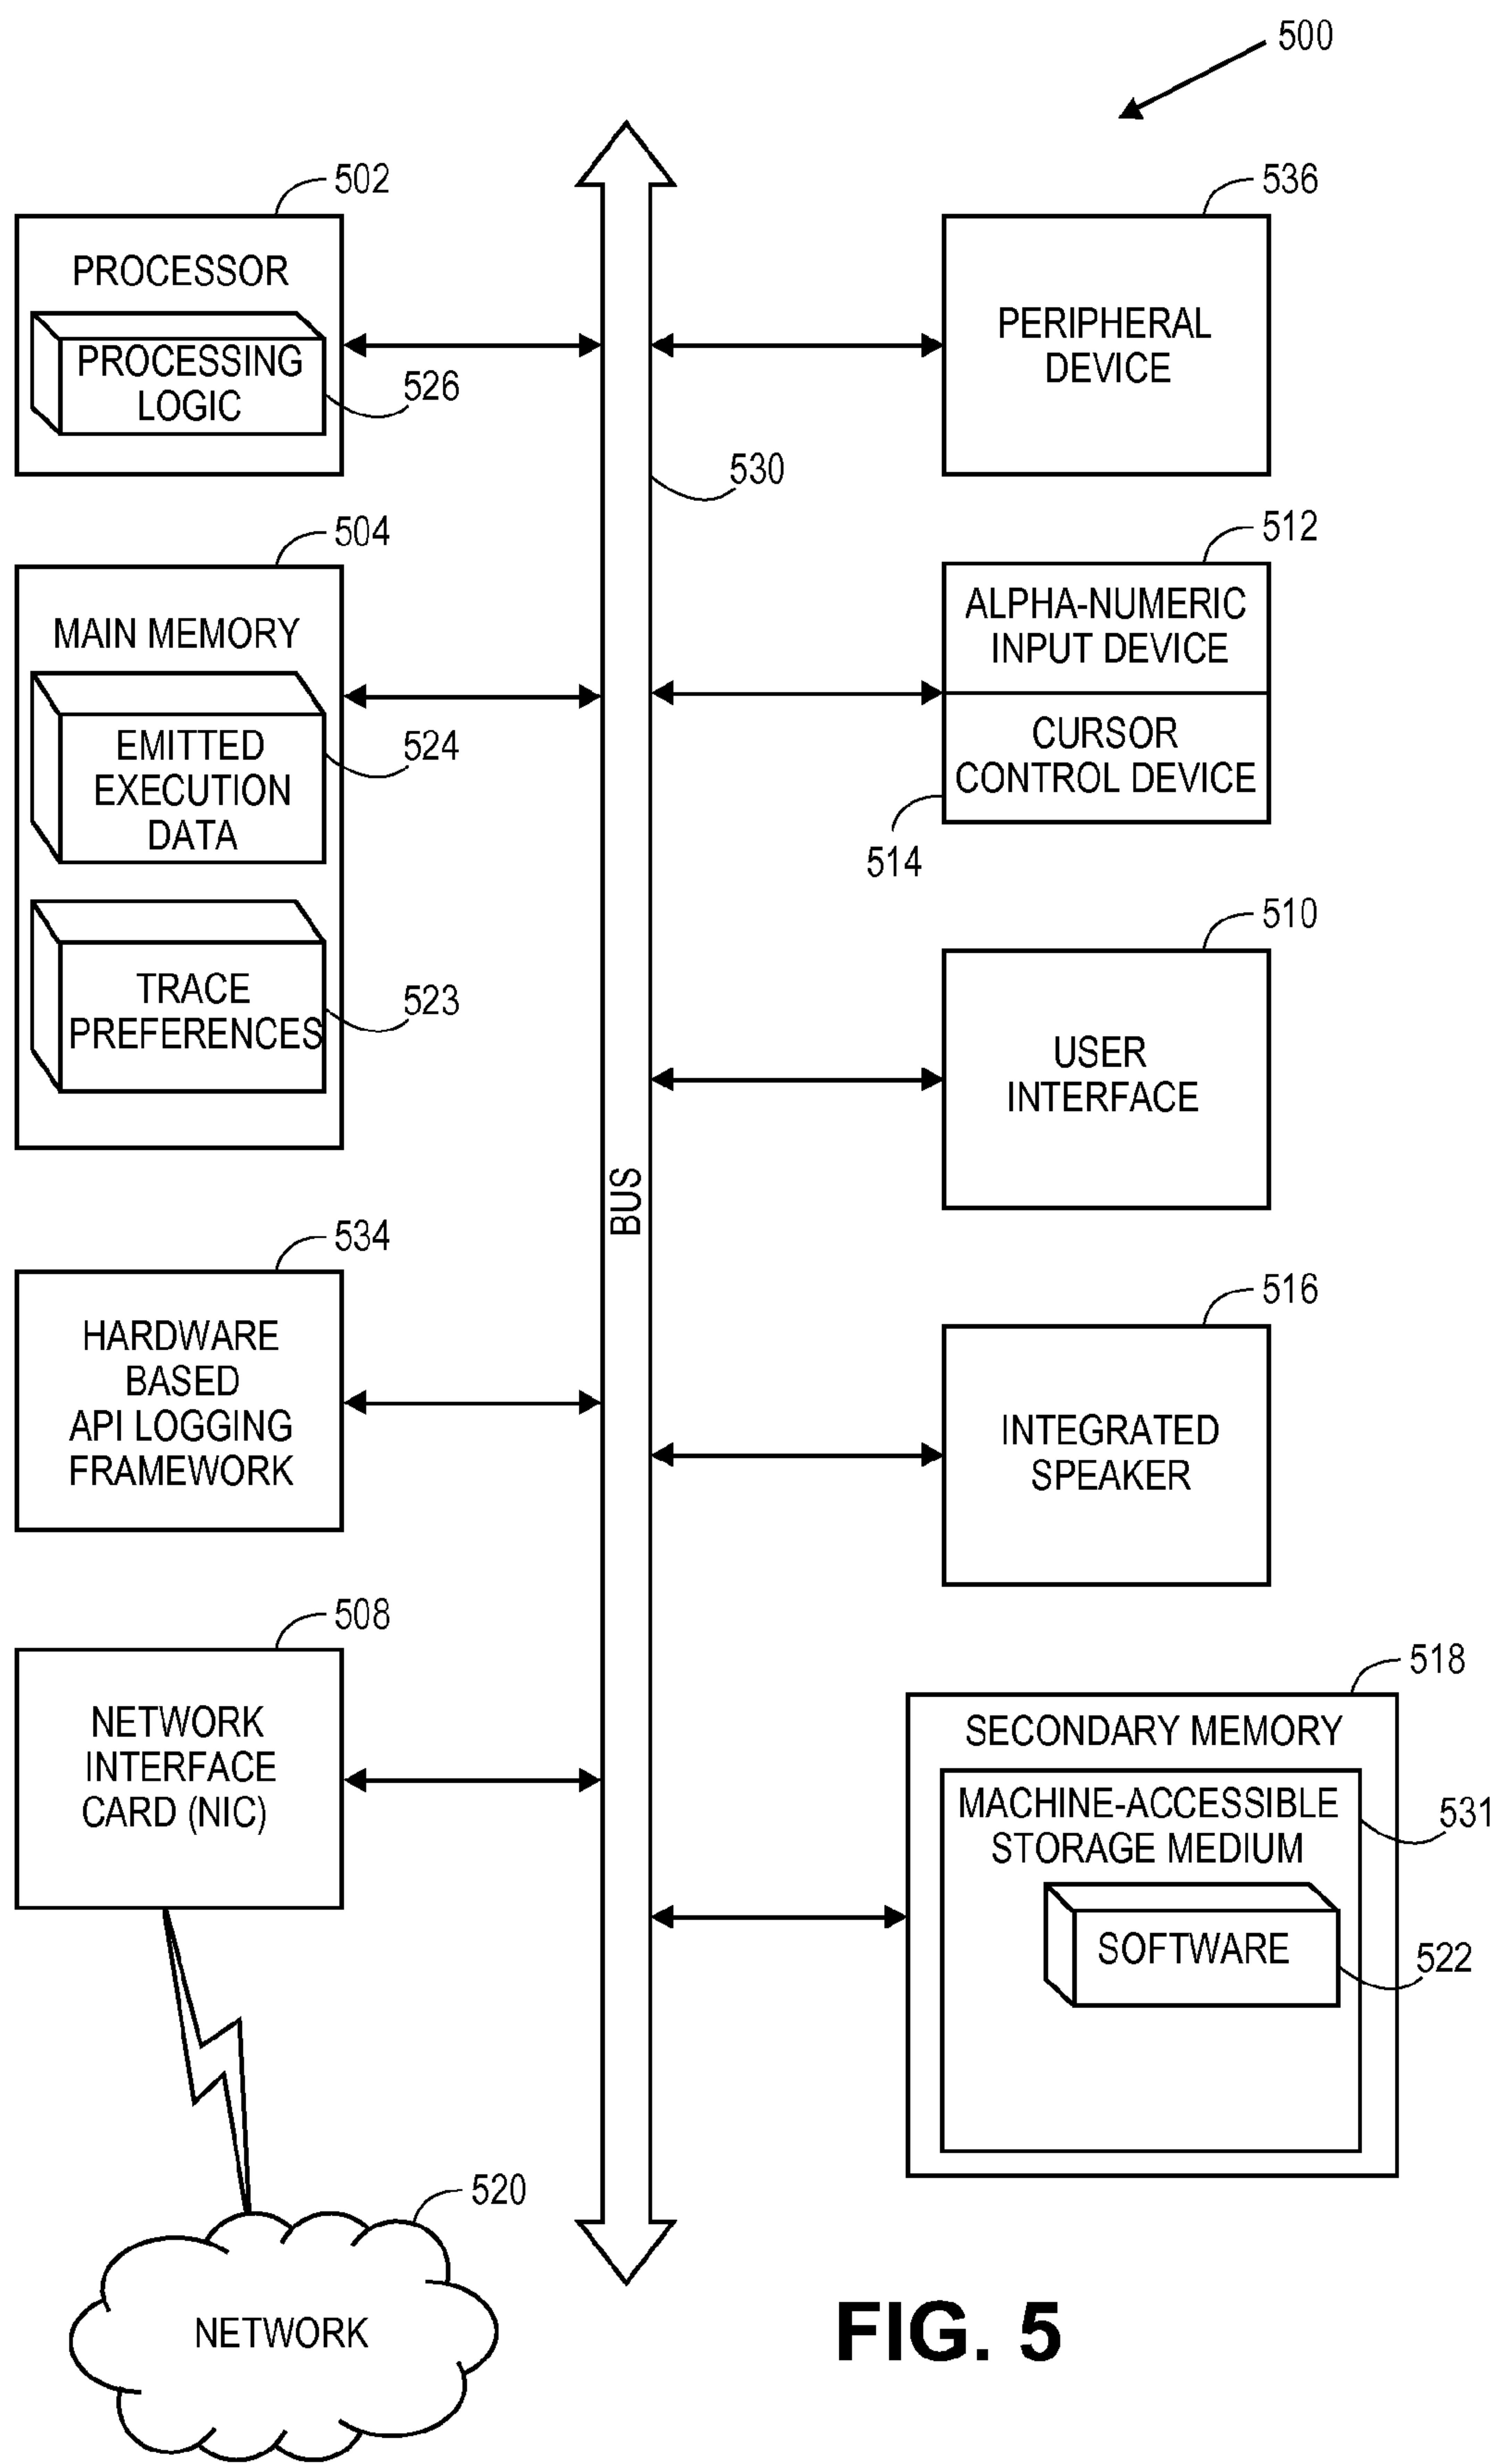 500
502
PROCESSOR
PROCESSING
LOGIC
526
504
MAIN MEMORY
EMITTED
EXECUTION
DATA
524
TRACE
PREFERENCES
523
534
HARDWARE
BASED
API LOGGING
FRAMEWORK
508
NETWORK
INTERFACE
CARD (NIC)
520
NETWORK
530
BUS
536
PERIPHERAL
DEVICE
512
ALPHA-NUMERIC
INPUT DEVICE
CURSOR
CONTROL DEVICE
514
510
USER
INTERFACE
516
INTEGRATED
SPEAKER
518
SECONDARY MEMORY
MACHINE-ACCESSIBLE
STORAGE MEDIUM
531
SOFTWARE
522
FIG. 5